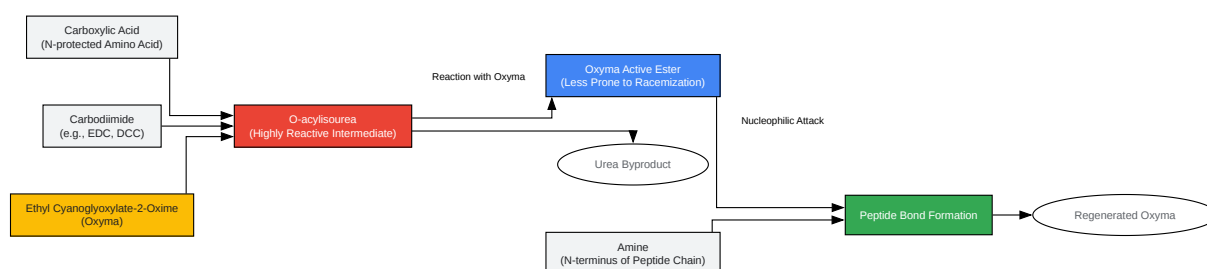 Carboxylic Acid
(N-protected Amino Acid)
Carbodiimide
(e.g., EDC, DCC)
Ethyl Cyanoglyoxylate-2-Oxime
(Oxyma)
O-acylisourea
(Highly Reactive Intermediate)
Reaction with Oxyma
Oxyma Active Ester
(Less Prone to Racemization)
Urea Byproduct
Nucleophilic Attack
Amine
(N-terminus of Peptide Chain)
Peptide Bond Formation
Regenerated Oxyma